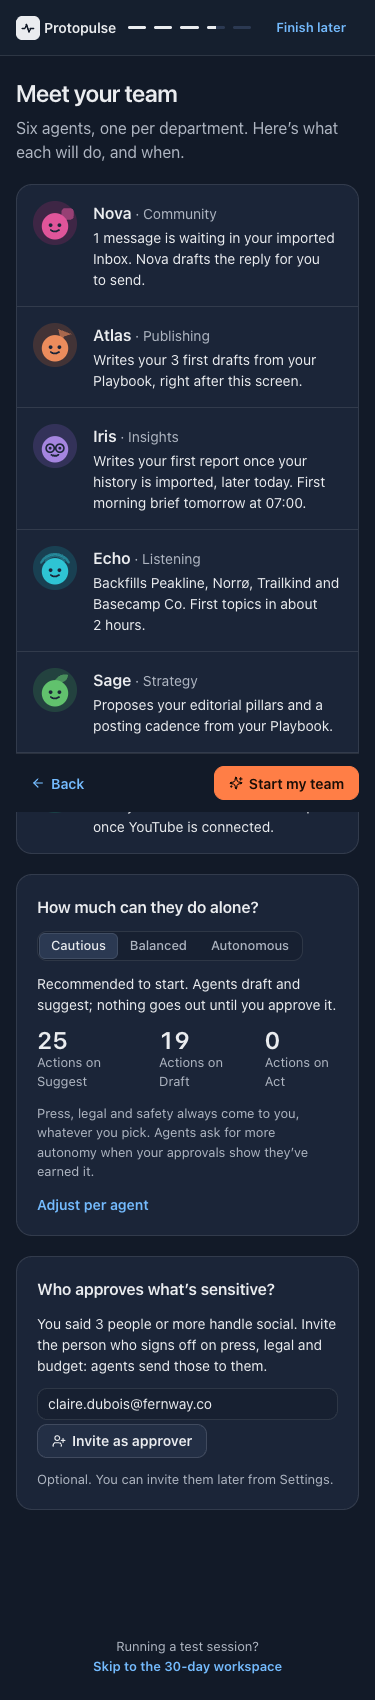 Protopulse
Finish later
Meet your team
Six agents, one per department. Here’s what
each will do, and when.
Nova · Community
1 message is waiting in your imported
Inbox. Nova drafts the reply for you
to send.
Atlas · Publishing
Writes your 3 first drafts from your
Playbook, right after this screen.
Iris · Insights
Writes your first report once your
history is imported, later today. First
morning brief tomorrow at 07:00.
Echo · Listening
Backfills Peakline, Norrø, Trailkind and
Basecamp Co. First topics in about
2 hours.
Sage · Strategy
Proposes your editorial pillars and a
posting cadence from your Playbook.
Back
Start my team
once YouTube is connected.
How much can they do alone?
Cautious Balanced Autonomous
Recommended to start. Agents draft and
suggest; nothing goes out until you approve it.
25 19 0
Actions on Actions on Actions on
Suggest Draft Act
Press, legal and safety always come to you,
whatever you pick. Agents ask for more
autonomy when your approvals show they’ve
earned it.
Adjust per agent
Who approves what’s sensitive?
You said 3 people or more handle social. Invite
the person who signs off on press, legal and
budget: agents send those to them.
claire.dubois@fernway.co
Invite as approver
Optional. You can invite them later from Settings.
Running a test session?
Skip to the 30-day workspace